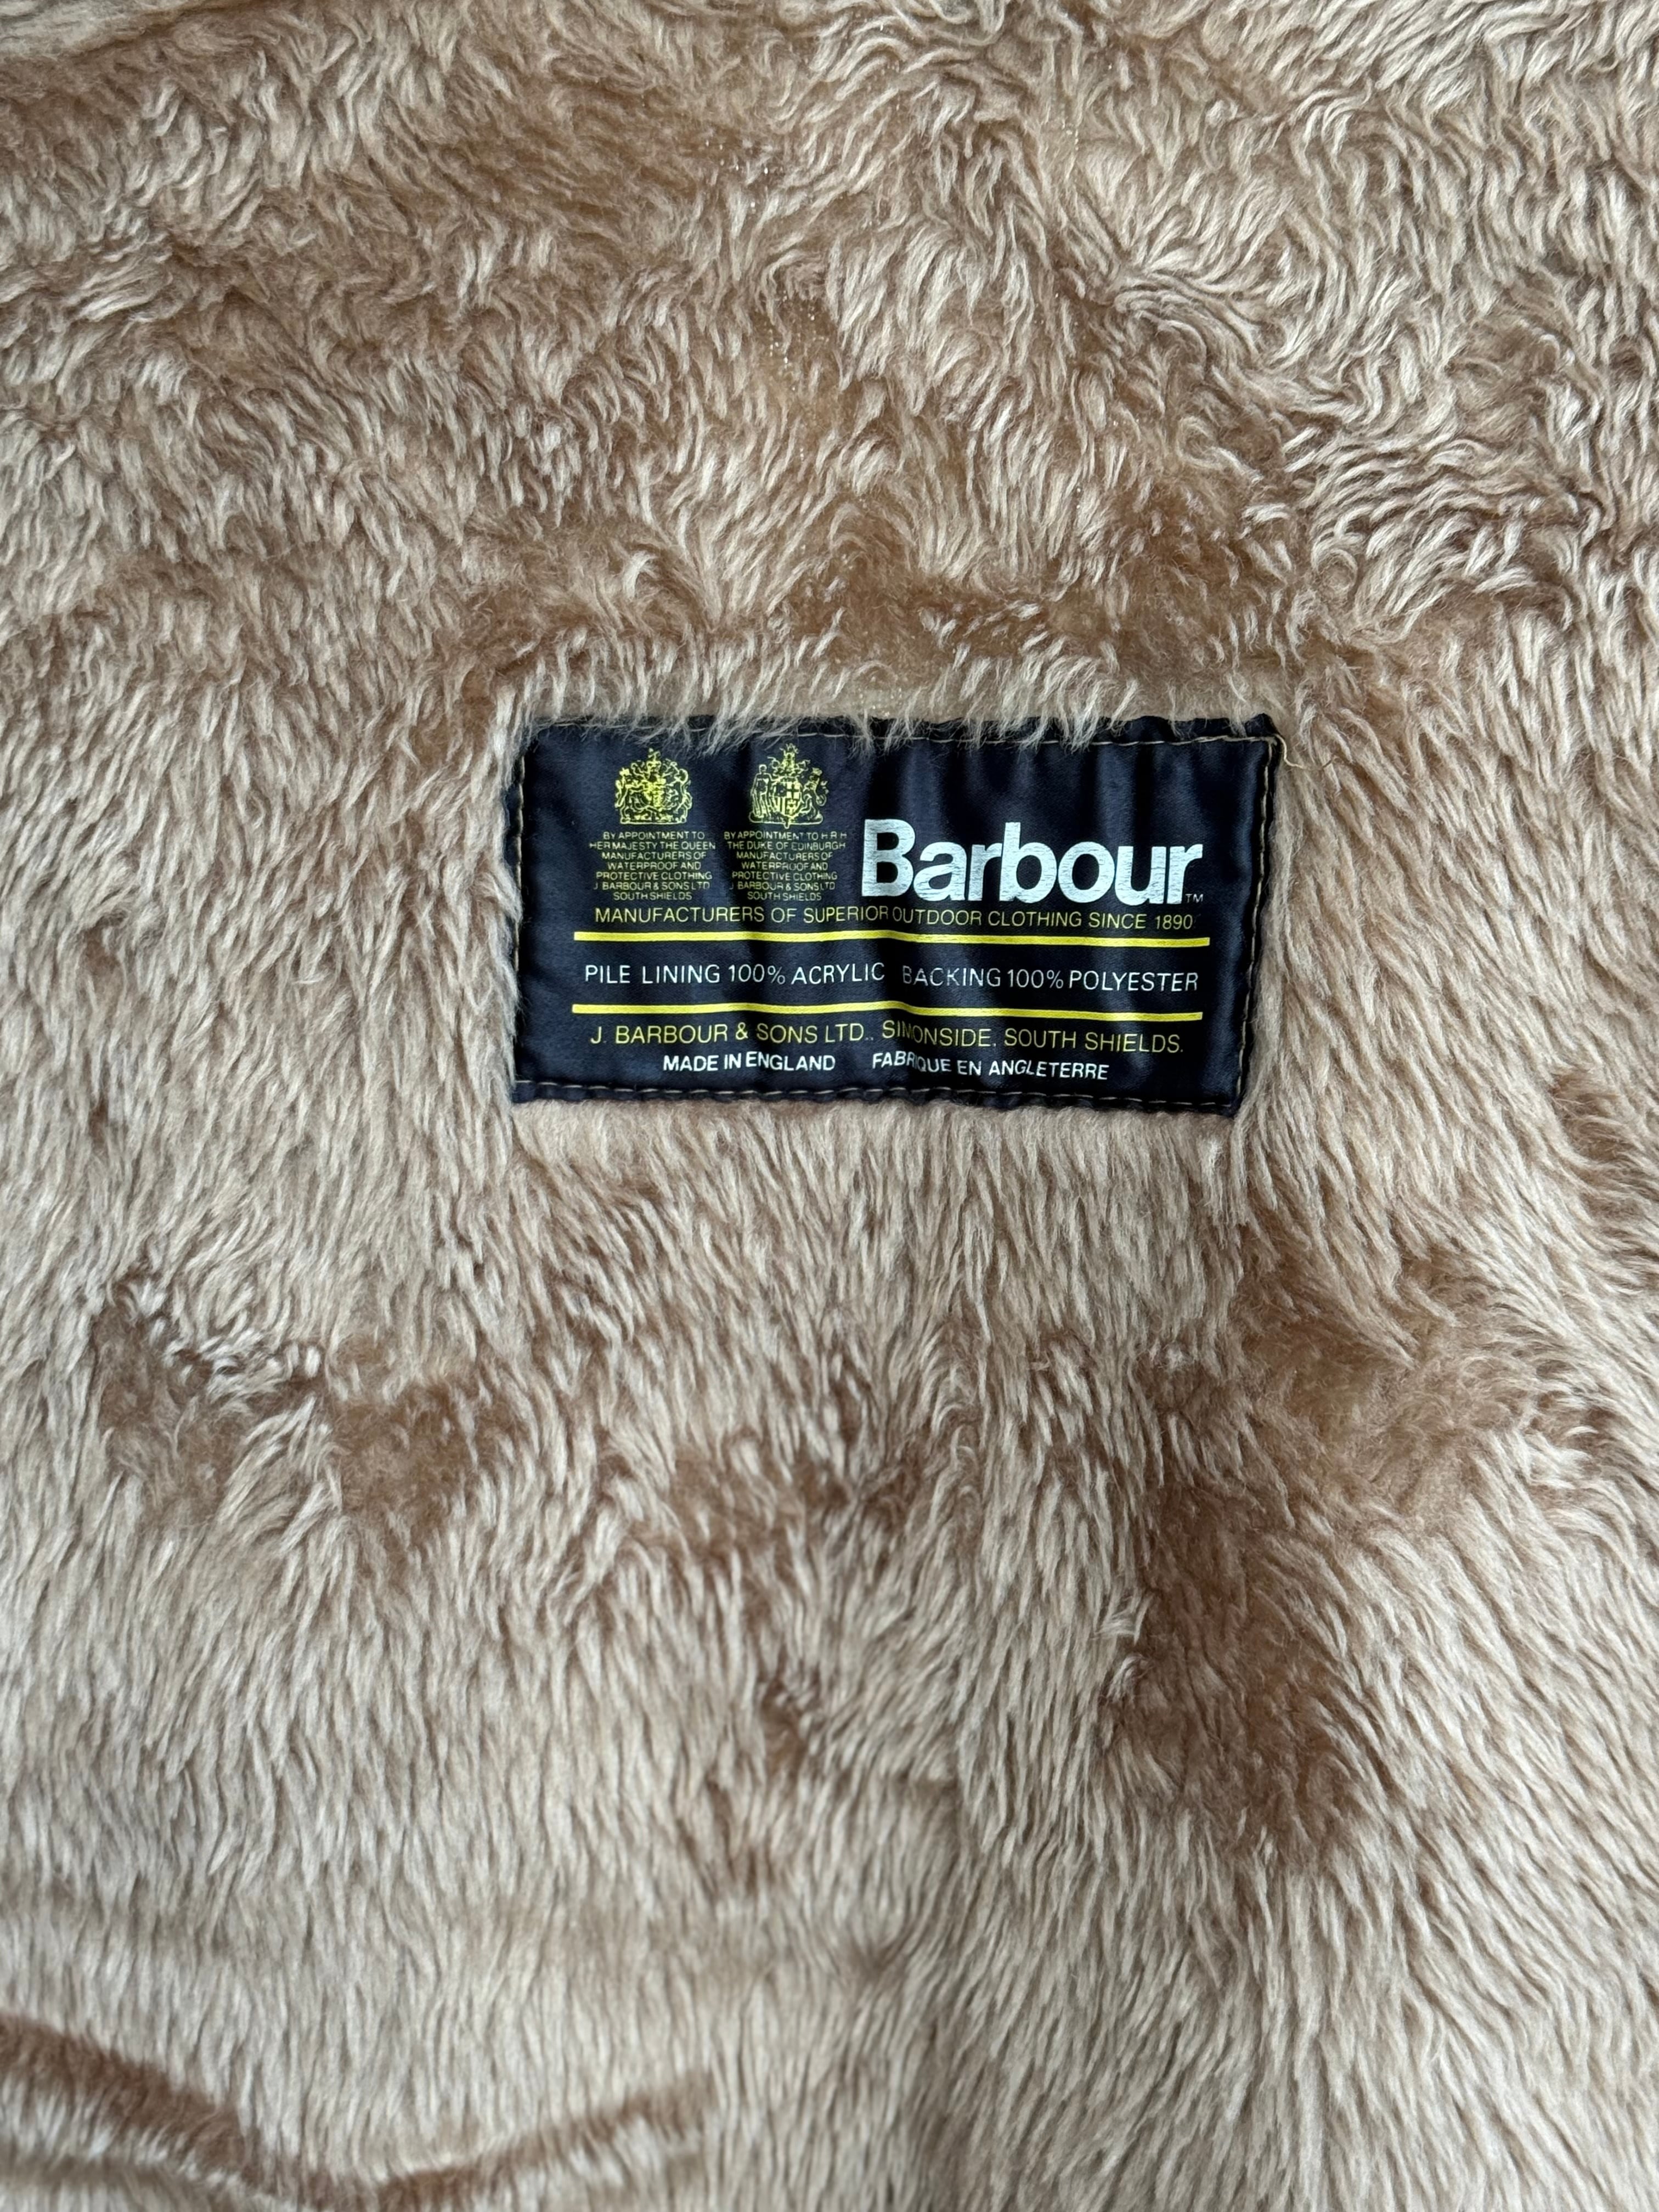 BY APPOINTMENT TO
HER MAJESTY THE QUEEN
MANUFACTURERS OF
WATERPROOF AND
PROTECTIVE CLOTHING
J BARBOUR & SONS LTD
SOUTH SHIELDS
BY APPOINTMENT TO H R H
THE DUKE OF EDINBURGH
MANUFACTURERS OF
WATERPROOF AND
PROTECTIVE CLOTHING
J BARBOUR & SONS LTD
SOUTH SHIELDS
Barbour™
MANUFACTURERS OF SUPERIOR OUTDOOR CLOTHING SINCE 1890
PILE LINING 100% ACRYLIC BACKING 100% POLYESTER
J. BARBOUR & SONS LTD., SIMONSIDE, SOUTH SHIELDS.
MADE IN ENGLAND FABRIQUE EN ANGLETERRE